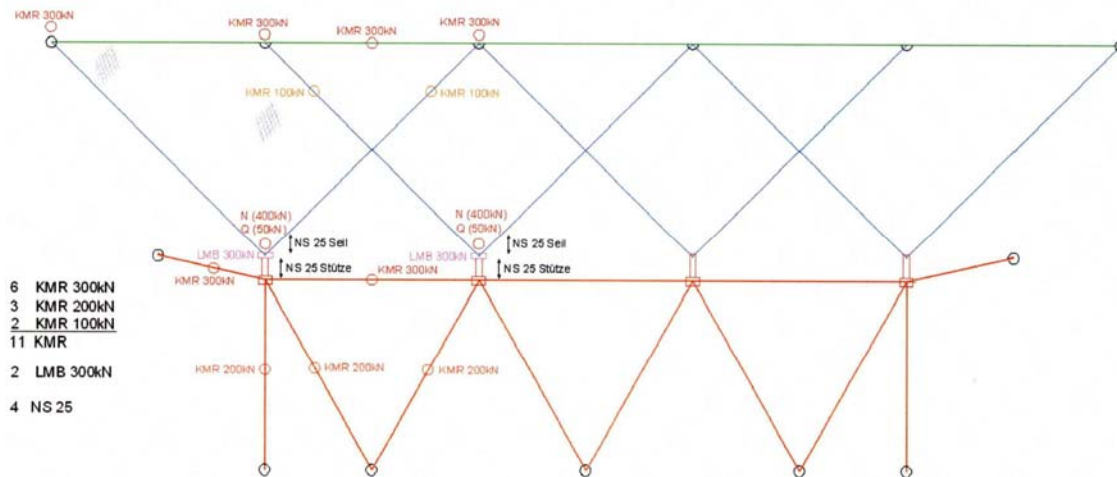 KMR 300kN
KMR 300kN
KMR 300kN
KMR 300kN
KMR 100kN
KMR 100kN
N (400kN)
Q (50kN)
NS 25 Seil
LMB 300kN
NS 25 Stütze
N (400kN)
Q (50kN)
NS 25 Seil
LMB 300kN
NS 25 Stütze
KMR 300kN
KMR 300kN
6 KMR 300kN
3 KMR 200kN
2 KMR 100kN
11 KMR
2 LMB 300kN
4 NS 25
KMR 200kN
KMR 200kN
KMR 200kN